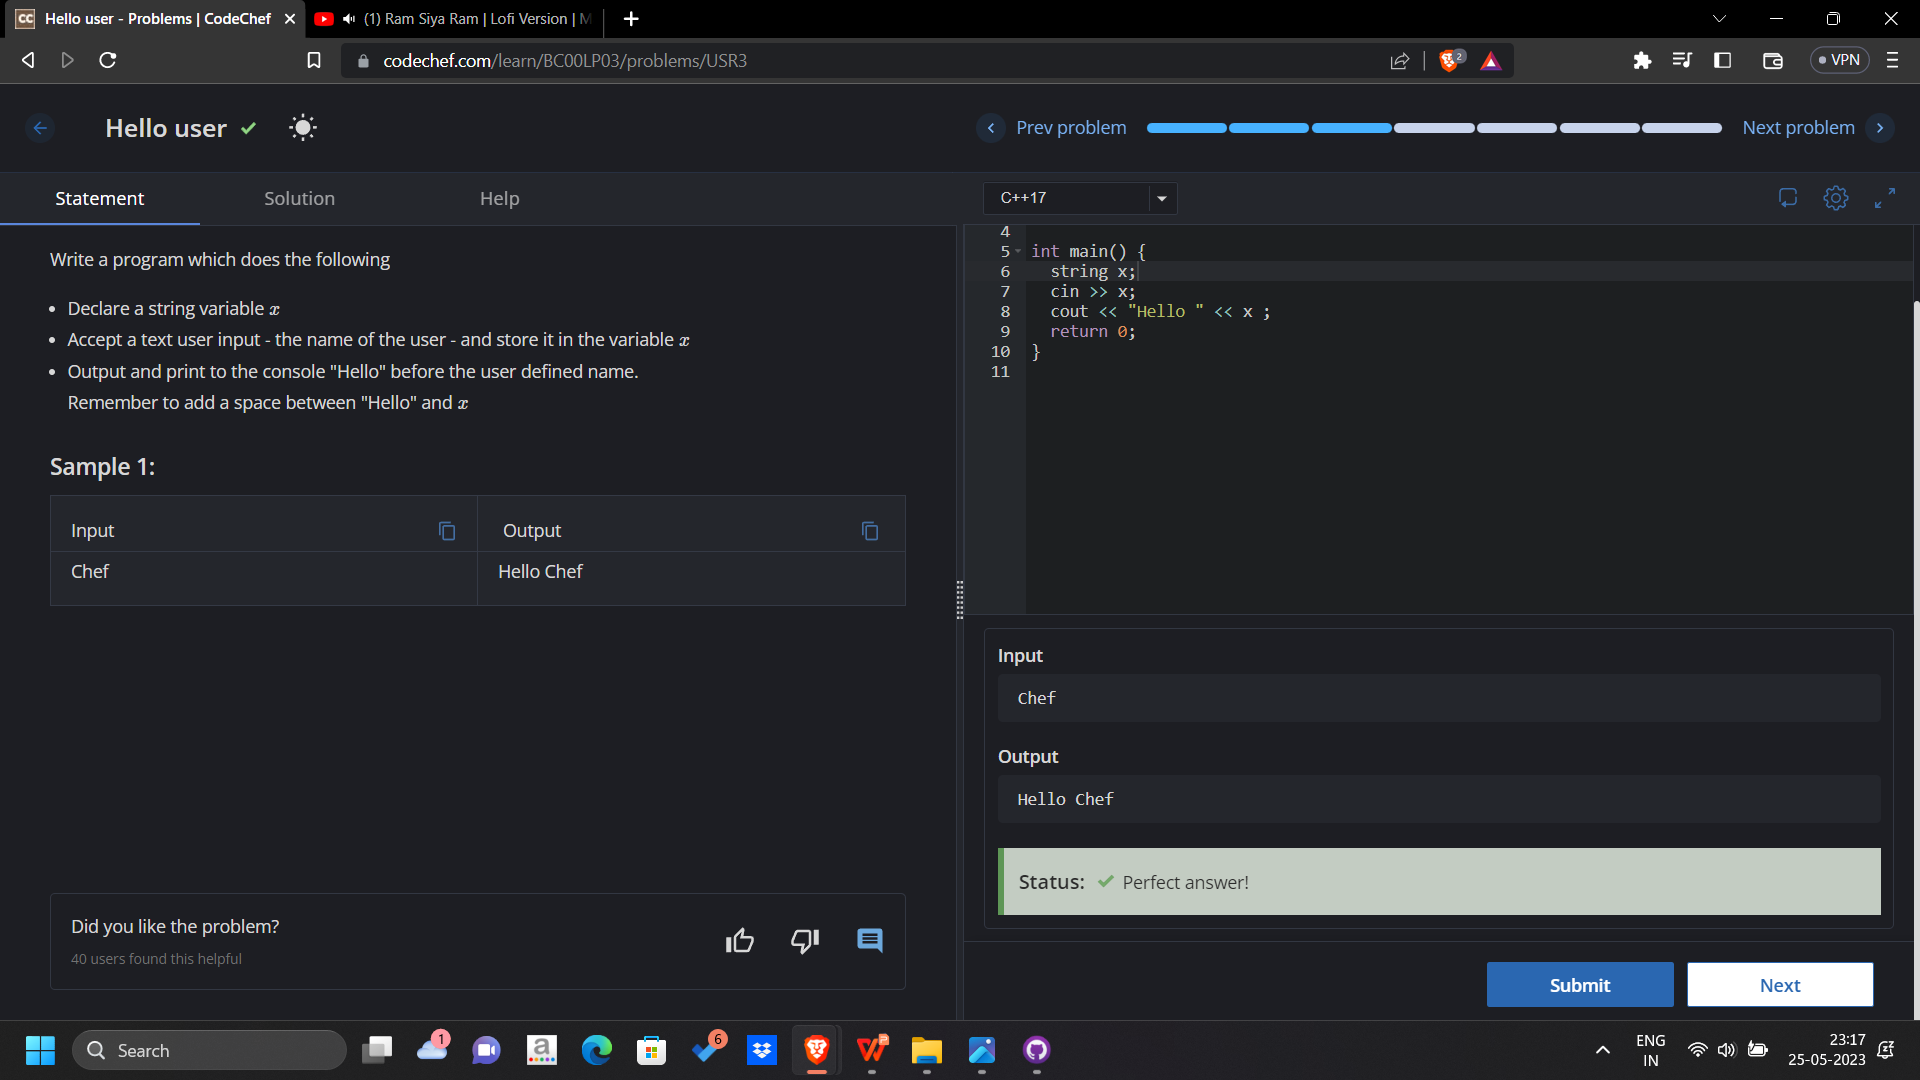 CC Hello user - Problems | CodeChef
(1) Ram Siya Ram | Lofi Version | M
codechef.com/learn/BC00LP03/problems/USR3
2
VPN
Hello user
Prev problem
Next problem
Statement
Solution
Help
C++17
Write a program which does the following
• Declare a string variable x
• Accept a text user input - the name of the user - and store it in the variable x
• Output and print to the console "Hello" before the user defined name.
Remember to add a space between "Hello" and x
Sample 1:
Input
Output
Chef
Hello Chef
Did you like the problem?
40 users found this helpful
4
5 int main() {
6 string x;
7 cin >> x;
8 cout << "Hello " << x ;
9 return 0;
10 }
11
Input
Chef
Output
Hello Chef
Status: Perfect answer!
Submit
Next
Search
1
a
6
W
P
ENG
IN
23:17
25-05-2023